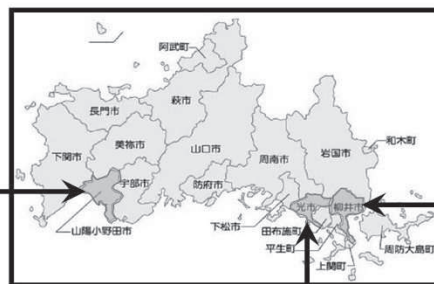 阿武町
萩市
長門市
美祢市
山口市
下関市
周南市
岩国市
和木町
宇部市
防府市
光市
柳井市
下松市
山陽小野田市
田布施町
平生町
周防大島町
上関町